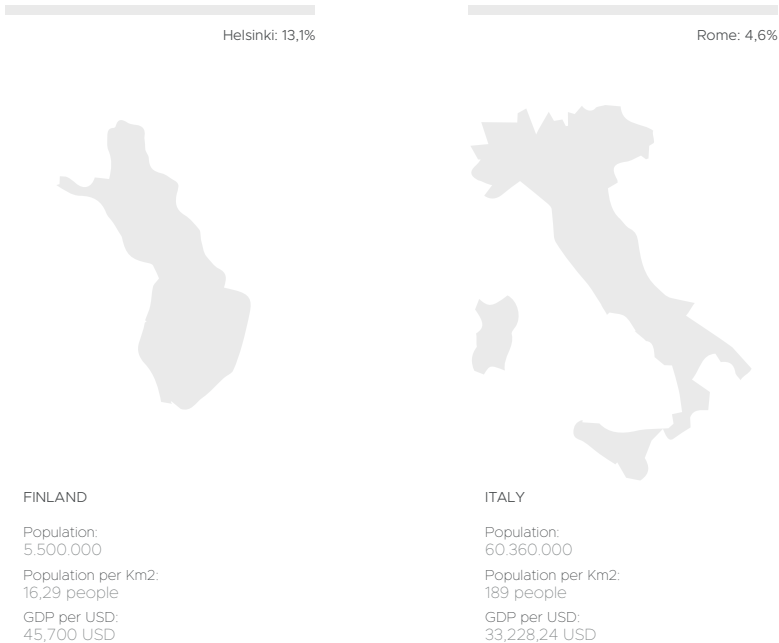 Helsinki: 13,1%
Rome: 4,6%
FINLAND
Population:
5.500.000
Population per Km2:
16,29 people
GDP per USD:
45,700 USD
ITALY
Population:
60.360.000
Population per Km2:
189 people
GDP per USD:
33,228,24 USD